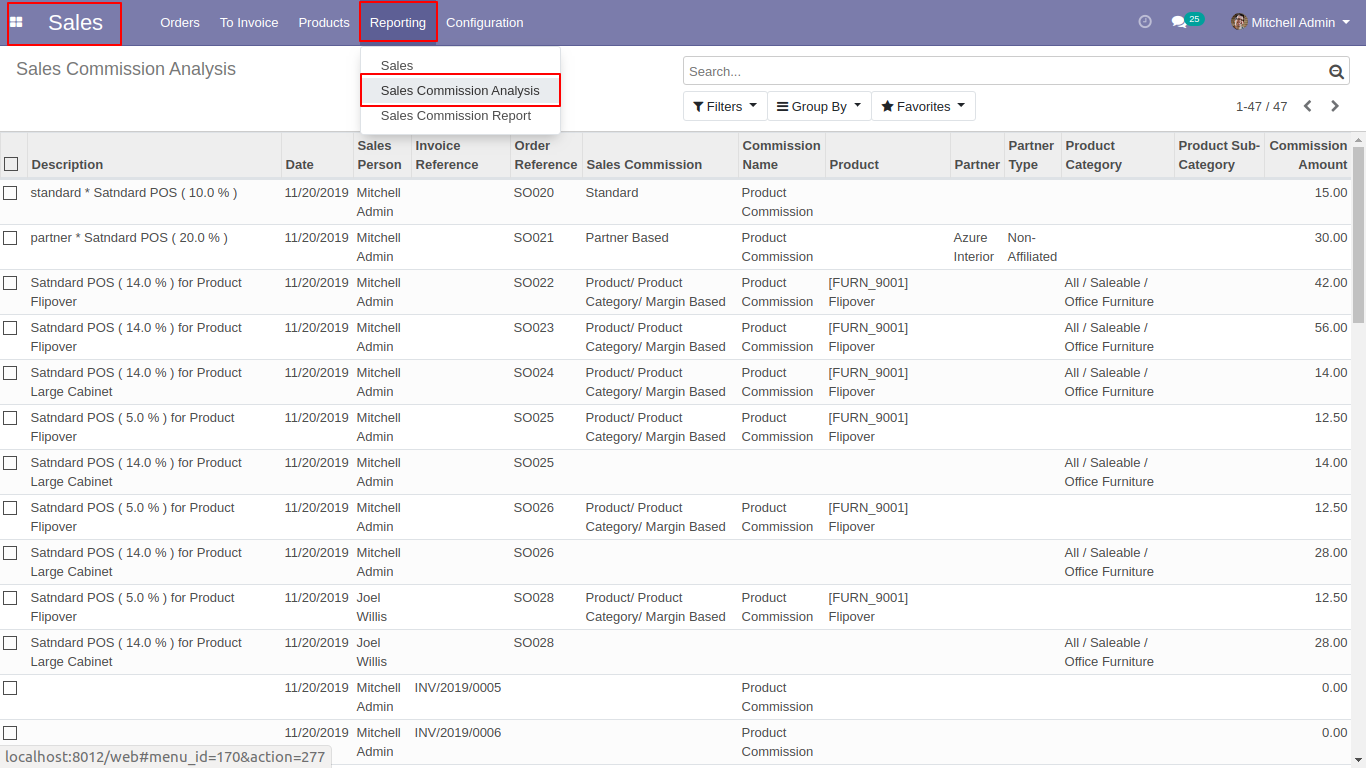 Sales Orders To Invoice Products Reporting Configuration 25 Mitchell Admin
Sales Commission Analysis
Sales
Sales Commission Analysis
Sales Commission Report
Search...
Filters Group By Favorites 1-47 / 47
Description Date Sales Person Invoice Reference Order Reference Sales Commission Commission Name Product Partner Partner Type Product Category Product Sub-Category Commission Amount
standard * Satndard POS ( 10.0 % ) 11/20/2019 Mitchell SO020 Standard Product 15.00
Admin Commission
partner * Satndard POS ( 20.0 % ) 11/20/2019 Mitchell SO021 Partner Based Product Azure Non- 30.00
Admin Commission Interior Affiliated
Satndard POS ( 14.0 % ) for Product 11/20/2019 Mitchell SO022 Product/ Product Product [FURN_9001] All / Saleable / 42.00
Flipover Admin Category/ Margin Based Commission Flipover Office Furniture
Satndard POS ( 14.0 % ) for Product 11/20/2019 Mitchell SO023 Product/ Product Product [FURN_9001] All / Saleable / 56.00
Flipover Admin Category/ Margin Based Commission Flipover Office Furniture
Satndard POS ( 14.0 % ) for Product 11/20/2019 Mitchell SO024 Product/ Product Product [FURN_9001] All / Saleable / 14.00
Large Cabinet Admin Category/ Margin Based Commission Flipover Office Furniture
Satndard POS ( 5.0 % ) for Product 11/20/2019 Mitchell SO025 Product/ Product Product [FURN_9001] 12.50
Flipover Admin Category/ Margin Based Commission Flipover
Satndard POS ( 14.0 % ) for Product 11/20/2019 Mitchell SO025 All / Saleable / 14.00
Large Cabinet Admin Office Furniture
Satndard POS ( 5.0 % ) for Product 11/20/2019 Mitchell SO026 Product/ Product Product [FURN_9001] 12.50
Flipover Admin Category/ Margin Based Commission Flipover
Satndard POS ( 14.0 % ) for Product 11/20/2019 Mitchell SO026 All / Saleable / 28.00
Large Cabinet Admin Office Furniture
Satndard POS ( 5.0 % ) for Product 11/20/2019 Joel SO028 Product/ Product Product [FURN_9001] 12.50
Flipover Willis Category/ Margin Based Commission Flipover
Satndard POS ( 14.0 % ) for Product 11/20/2019 Joel SO028 All / Saleable / 28.00
Large Cabinet Willis Office Furniture
11/20/2019 Mitchell INV/2019/0005 Product 0.00
Admin Commission
11/20/2019 Mitchell INV/2019/0006 Product 0.00
Admin Commission
localhost:8012/web#menu_id=170&action=277